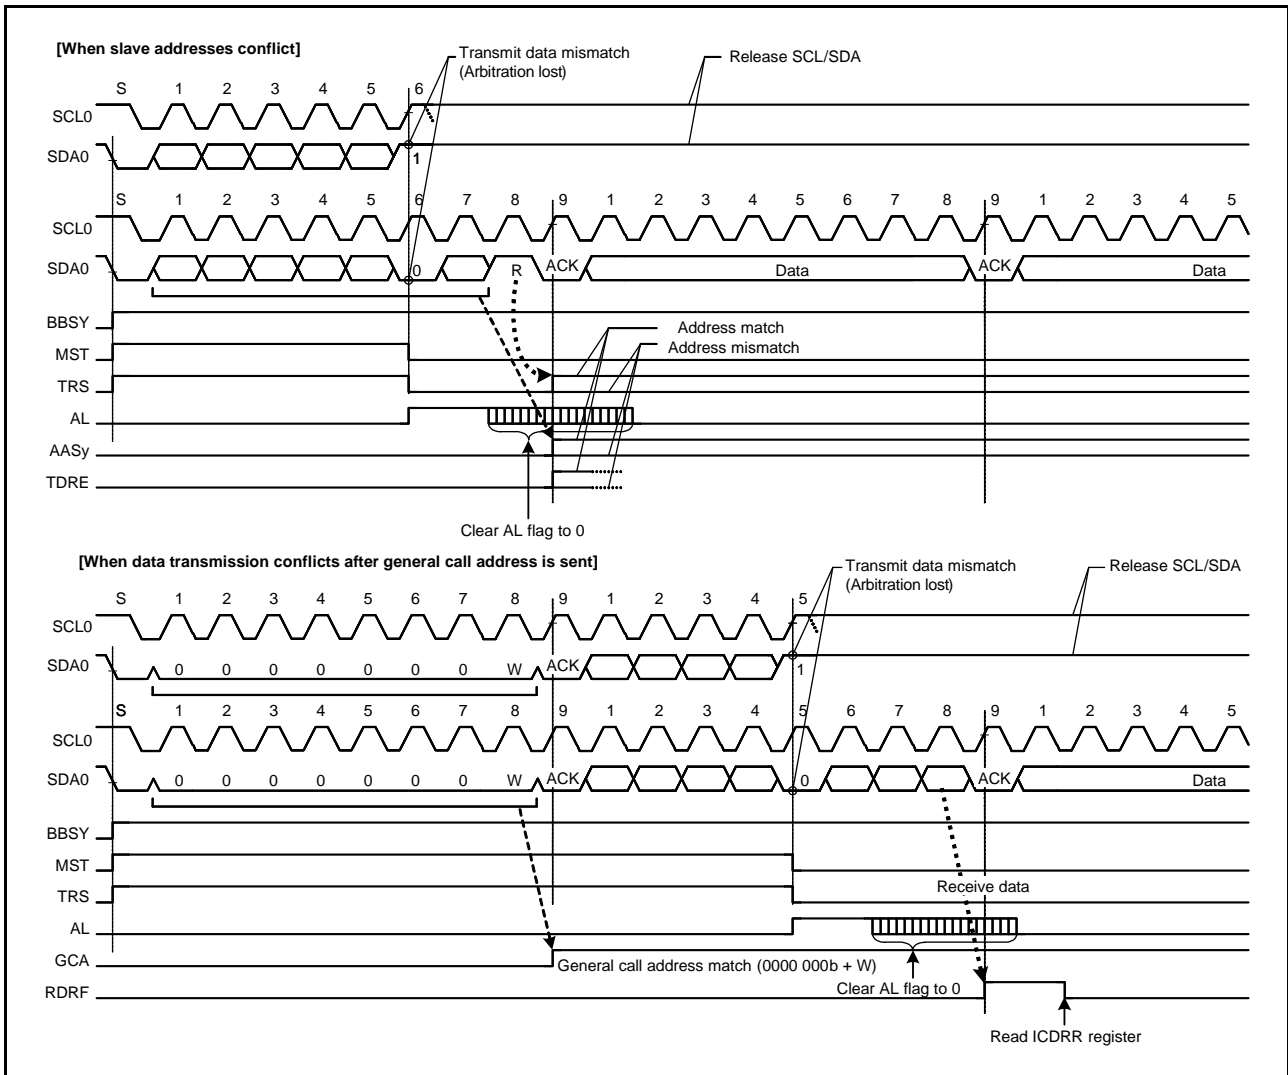 [When slave addresses conflict]
Transmit data mismatch
(Arbitration lost)
Release SCL/SDA
S 1 2 3 4 5 6
SCL0
SDA0
1
S 1 2 3 4 5 6 7 8 9 1 2 3 4 5 6 7 8 9 1 2 3 4 5
SCL0
SDA0 0 R ACK Data ACK Data
BBSY
Address match
MST
Address mismatch
TRS
AL
AASy
TDRE
Clear AL flag to 0
[When data transmission conflicts after general call address is sent]
Transmit data mismatch
(Arbitration lost)
Release SCL/SDA
S 1 2 3 4 5 6 7 8 9 1 2 3 4 5
SCL0
SDA0 0 0 0 0 0 0 0 W ACK 1
S 1 2 3 4 5 6 7 8 9 1 2 3 4 5 6 7 8 9 1 2 3 4 5
SCL0
SDA0 0 0 0 0 0 0 0 W ACK 0 ACK Data
BBSY
MST
TRS
Receive data
AL
GCA
General call address match (0000 000b + W)
Clear AL flag to 0
RDRF
Read ICDRR register